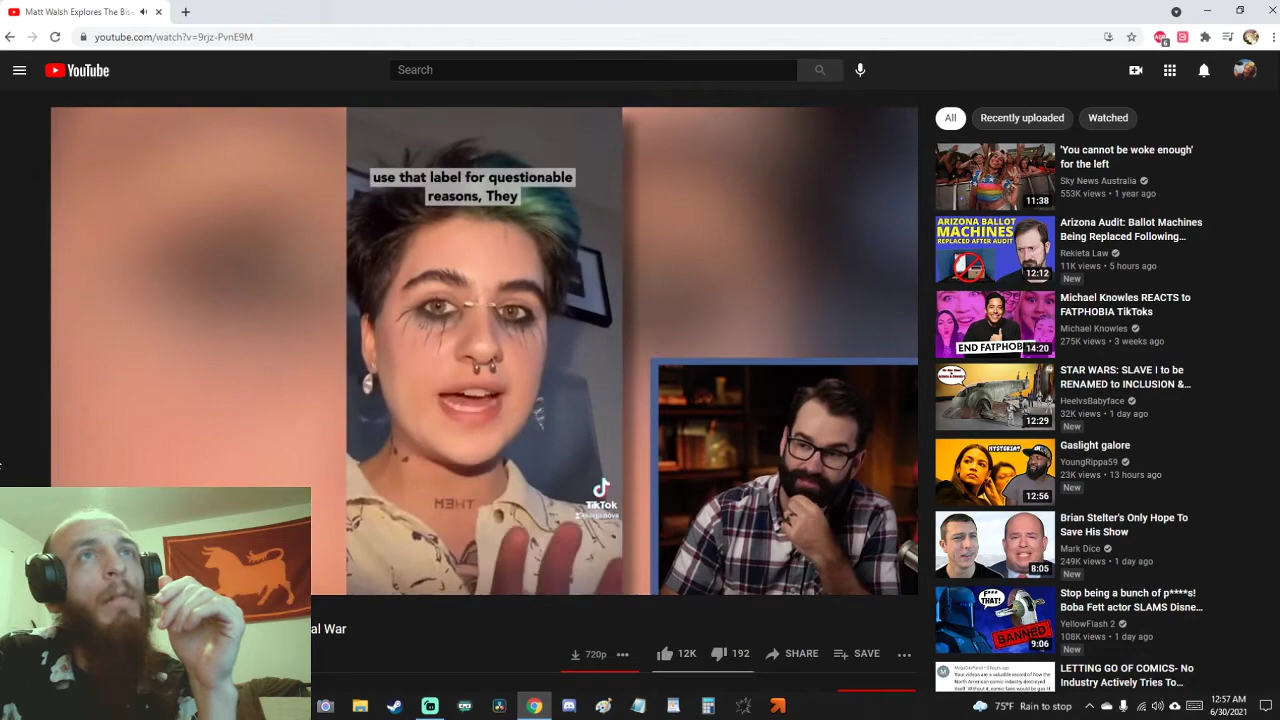 Matt Walsh Explores The Bis
youtube.com/watch?v=9rjz-PvnE9M
6
YouTube
Search
use that label for questionable
reasons, They
MEHT
TikTok
al War
720p
12K
192
SHARE
SAVE
All
Recently uploaded
Watched
11:38
'You cannot be woke enough'
for the left
Sky News Australia
553K views • 1 year ago
ARIZONA BALLOT
MACHINES
REPLACED AFTER AUDIT
12:12
Arizona Audit: Ballot Machines
Being Replaced Following...
Rekieta Law
11K views • 5 hours ago
New
END FATPHOB
14:20
Michael Knowles REACTS to
FATPHOBIA TikToks
Michael Knowles
275K views • 3 weeks ago
12:29
STAR WARS: SLAVE I to be
RENAMED to INCLUSION &...
HeelvsBabyface
32K views • 1 day ago
New
HYSTERIA?
12:56
Gaslight galore
YoungRippa59
23K views • 13 hours ago
New
8:05
Brian Stelter's Only Hope To
Save His Show
Mark Dice
249K views • 1 day ago
New
F***
THAT!
BANNED
9:06
Stop being a bunch of p****s!
Boba Fett actor SLAMS Disne...
YellowFlash 2
108K views • 1 day ago
New
M
LETTING GO OF COMICS- No
Industry Actively Tries To...
75°F Rain to stop
12:57 AM
6/30/2021